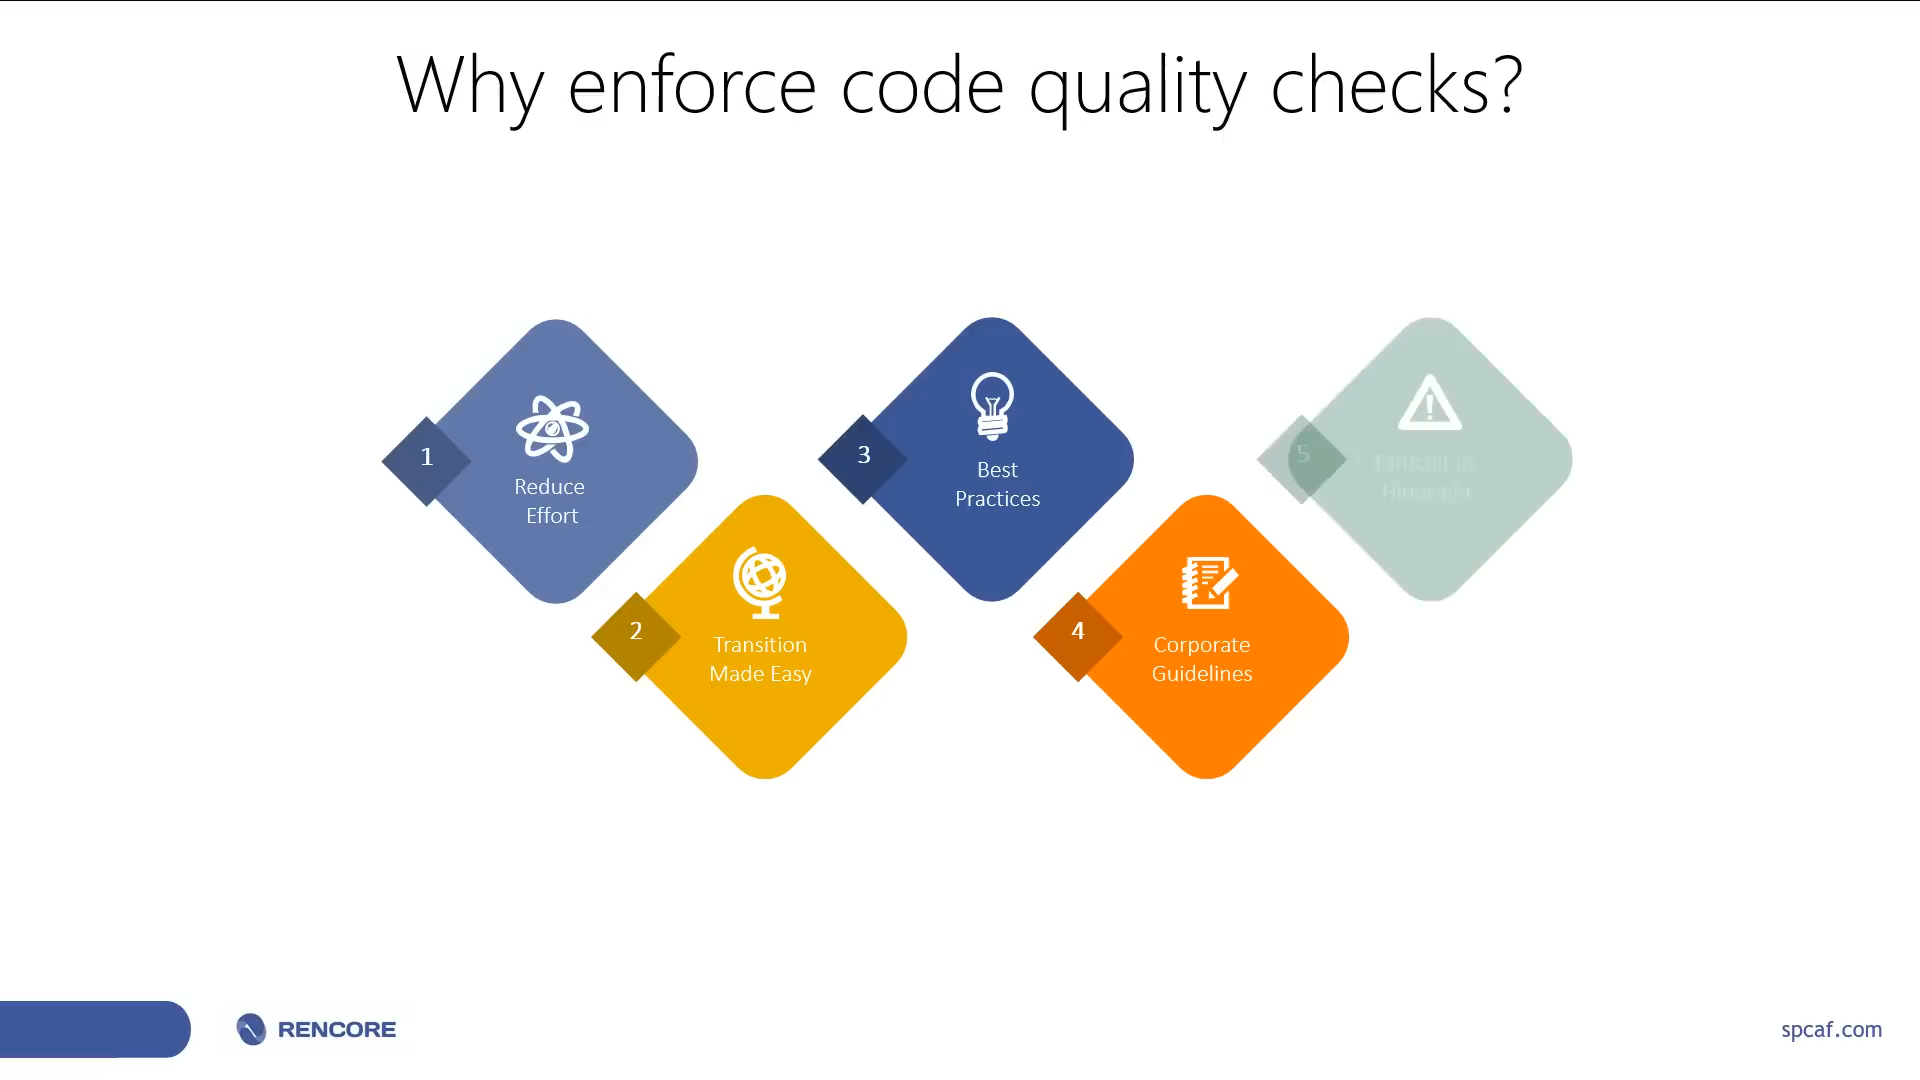 Why enforce code quality checks?
1
Reduce
Effort
2
Transition
Made Easy
3
Best
Practices
4
Corporate
Guidelines
5
RENCORE
spcaf.com